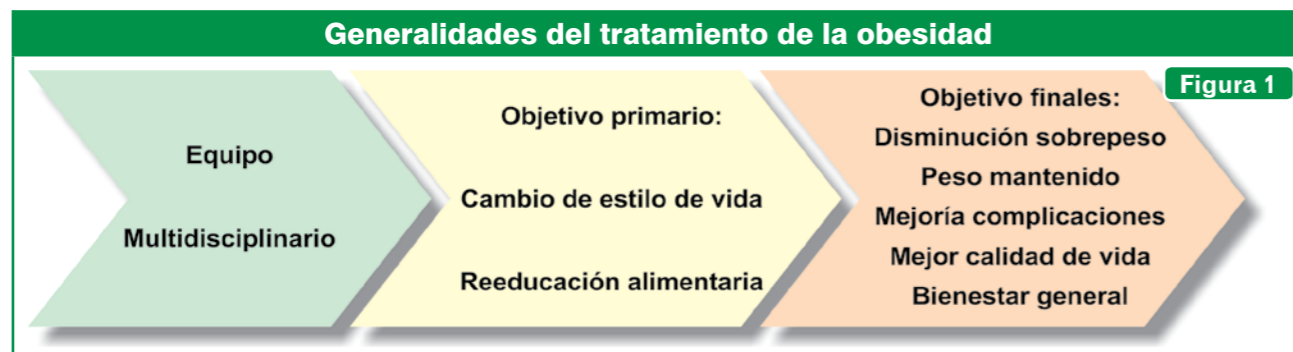 Generalidades del tratamiento de la obesidad
Figura 1
Equipo
Multidisciplinario
Objetivo primario:
Cambio de estilo de vida
Reeducación alimentaria
Objetivo finales:
Disminución sobrepeso
Peso mantenido
Mejoría complicaciones
Mejor calidad de vida
Bienestar general